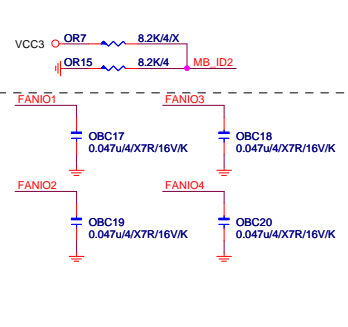 OR7 8.2K/4/X
VCC3
OR15 8.2K/4 MB_ID2
FANIO1 FANIO3
OBC17 OBC18
0.047u/4/X7R/16V/K 0.047u/4/X7R/16V/K
FANIO2 FANIO4
OBC19 OBC20
0.047u/4/X7R/16V/K 0.047u/4/X7R/16V/K